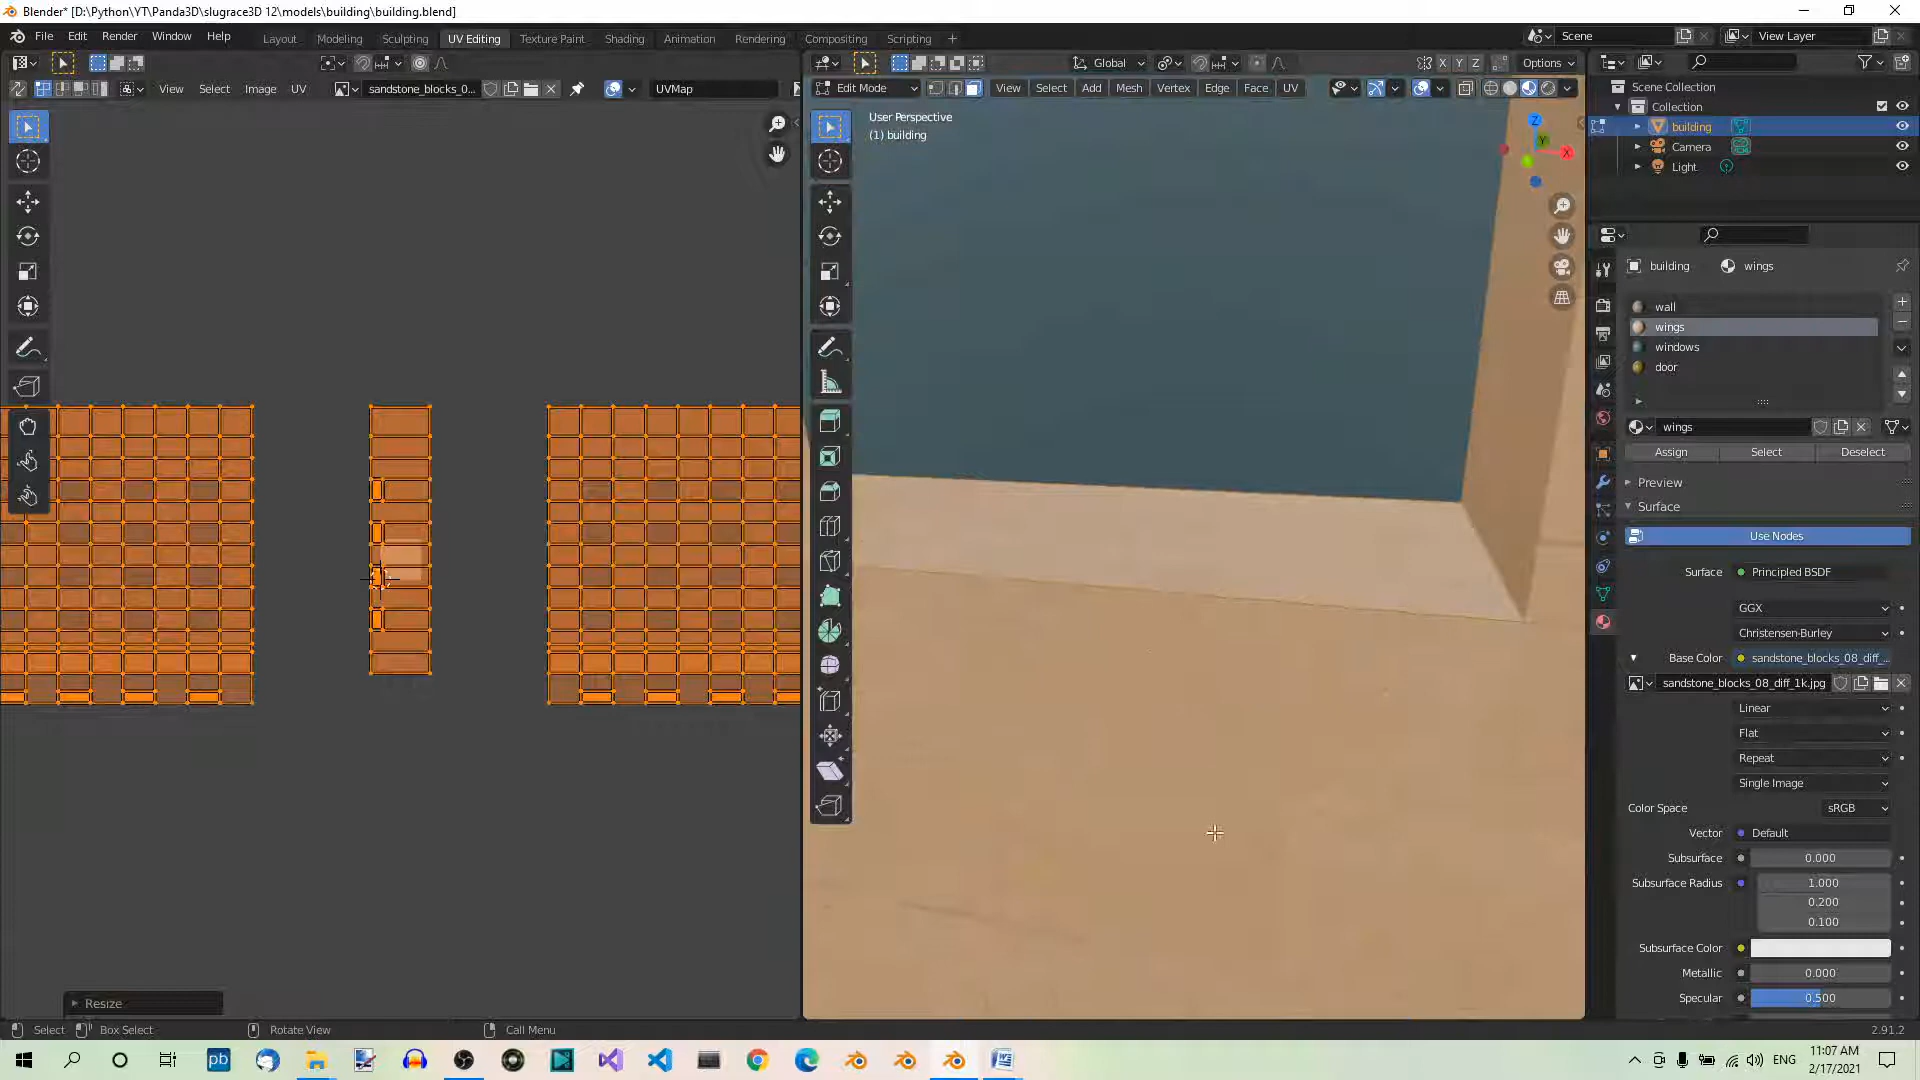 Blender* [D:\Python\YT\Panda3D\slugrace3D 12\models\building\building.blend]
File Edit Render Window Help
Layout Modeling Sculpting UV Editing Texture Paint Shading Animation Rendering Compositing Scripting
Scene
View Layer
Global
X Y Z
Options
View Select Image UV
sandstone_blocks_0...
UVMap
Edit Mode
View Select Add Mesh Vertex Edge Face UV
User Perspective
(1) building
Z
Y
X
Scene Collection
Collection
building
Camera
Light
building
wings
wall
wings
windows
door
wings
Assign Select Deselect
Preview
Surface
Use Nodes
Surface Principled BSDF
GGX
Christensen-Burley
Base Color sandstone_blocks_08_diff_...
sandstone_blocks_08_diff_1k.jpg
Linear
Flat
Repeat
Single Image
Color Space sRGB
Vector Default
Subsurface 0.000
Subsurface Radius 1.000
0.200
0.100
Subsurface Color
Metallic 0.000
Specular 0.500
Resize
Select Box Select Rotate View Call Menu
2.91.2
pb
ENG
11:07 AM
2/17/2021